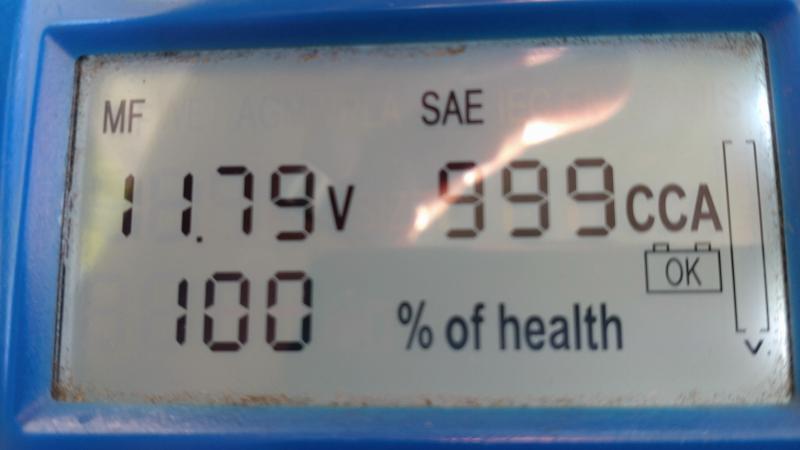 MF SAE
11.79V 999CCA
OK
100 % of health